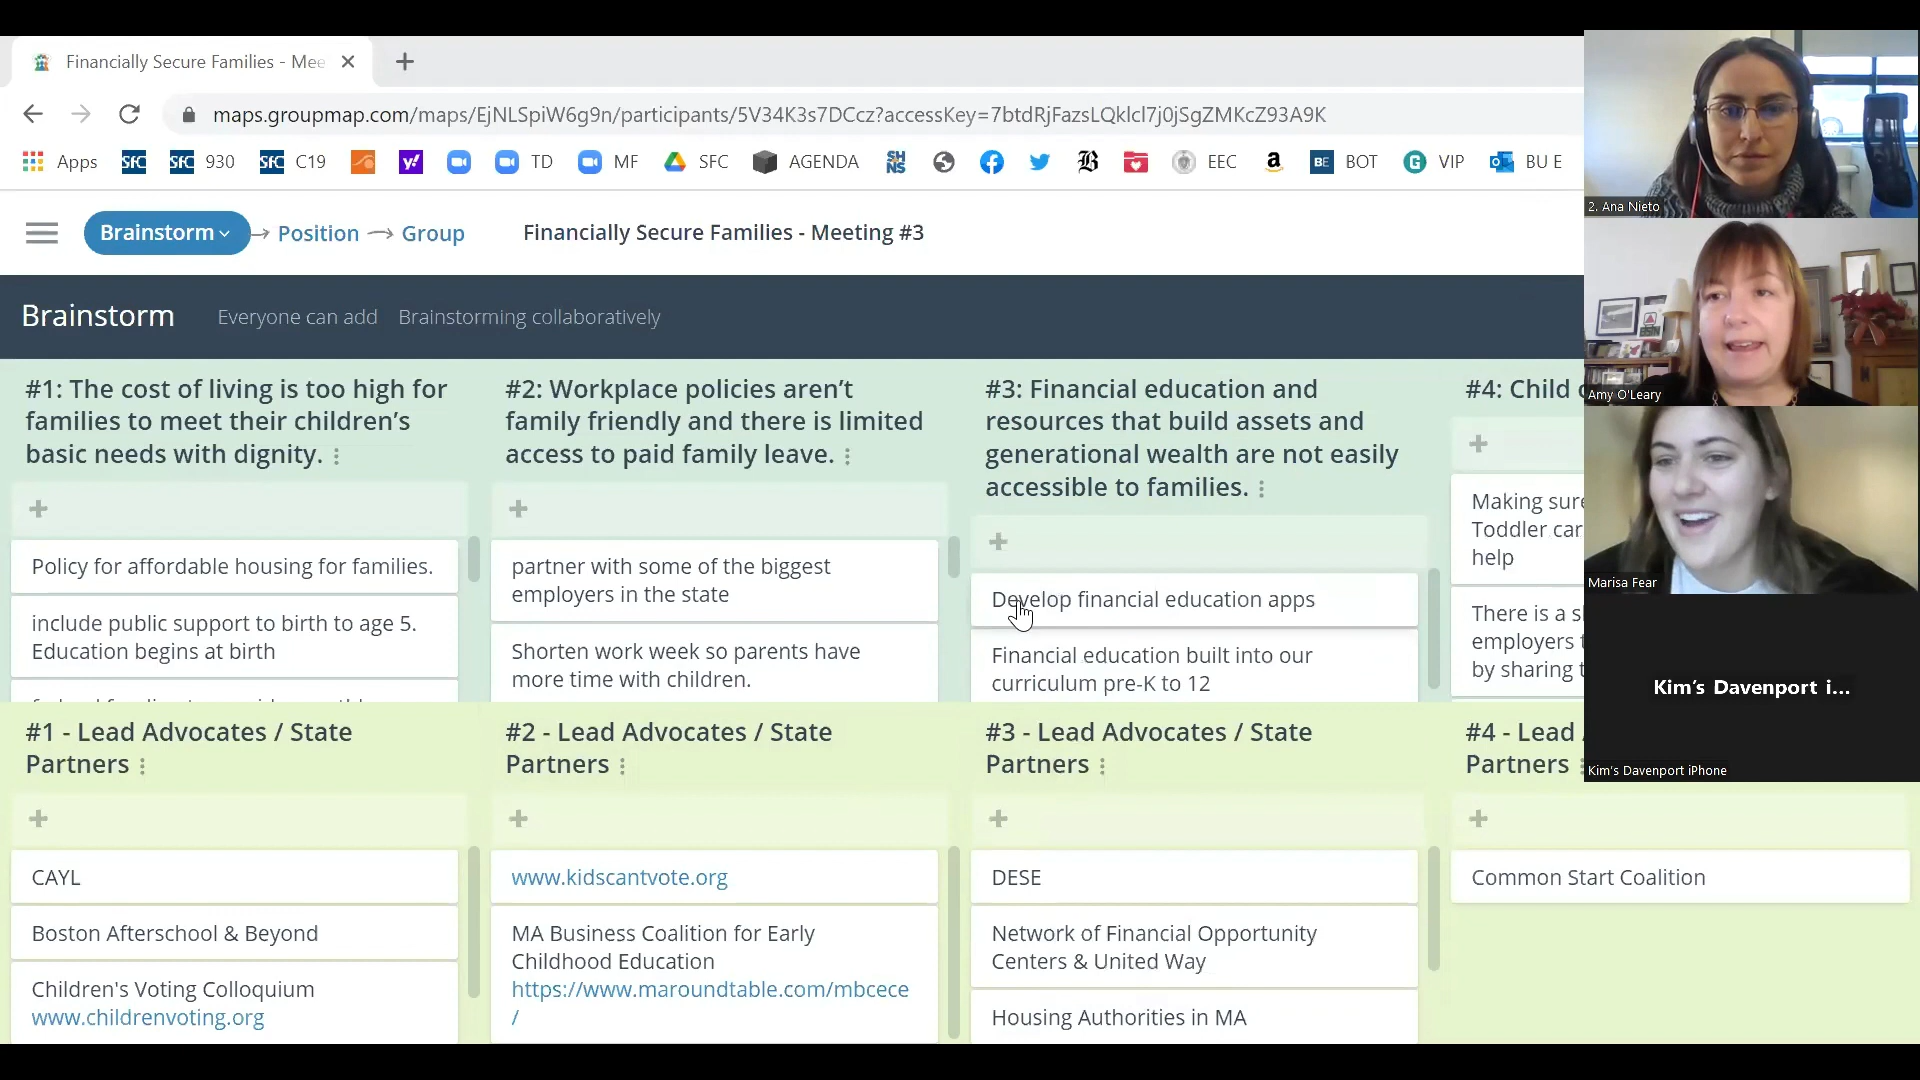 Financially Secure Families - Mee
maps.groupmap.com/maps/EjNLSpiW6g9n/participants/5V34K3s7DCcz?accessKey=7btdRjFazsLQklcl7j0jSgZMKcZ93A9K
Apps SfC SfC 930 SfC C19 y! TD MF SFC AGENDA SH NS B EEC a BE BOT G VIP BU E
Brainstorm Position Group Financially Secure Families - Meeting #3
Brainstorm Everyone can add Brainstorming collaboratively
#1: The cost of living is too high for
families to meet their children's
basic needs with dignity.
Policy for affordable housing for families.
include public support to birth to age 5.
Education begins at birth
#2: Workplace policies aren't
family friendly and there is limited
access to paid family leave.
partner with some of the biggest
employers in the state
Shorten work week so parents have
more time with children.
#3: Financial education and
resources that build assets and
generational wealth are not easily
accessible to families.
Develop financial education apps
Financial education built into our
curriculum pre-K to 12
#4: Child
Making sure
Toddler car
help
There is a s
employers t
by sharing t
#1 - Lead Advocates / State
Partners
CAYL
Boston Afterschool & Beyond
Children's Voting Colloquium
www.childrenvoting.org
#2 - Lead Advocates / State
Partners
www.kidscantvote.org
MA Business Coalition for Early
Childhood Education
https://www.maroundtable.com/mbcece
/
#3 - Lead Advocates / State
Partners
DESE
Network of Financial Opportunity
Centers & United Way
Housing Authorities in MA
#4 - Lead
Partners
Common Start Coalition
2. Ana Nieto
Amy O'Leary
Marisa Fear
Kim's Davenport i...
Kim's Davenport iPhone